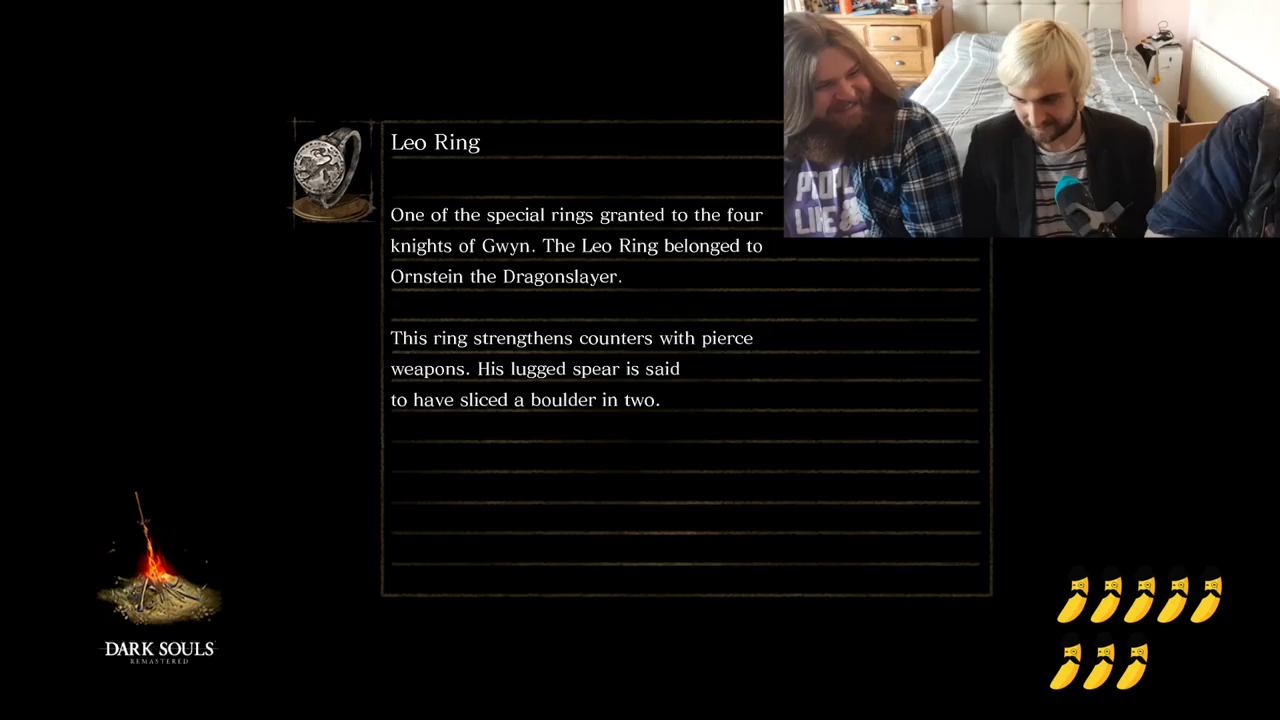 Leo Ring
One of the special rings granted to the four
knights of Gwyn. The Leo Ring belonged to
Ornstein the Dragonslayer.
This ring strengthens counters with pierce
weapons. His lugged spear is said
to have sliced a boulder in two.
PEOPL
LIKE
DARK SOULS
REMASTERED